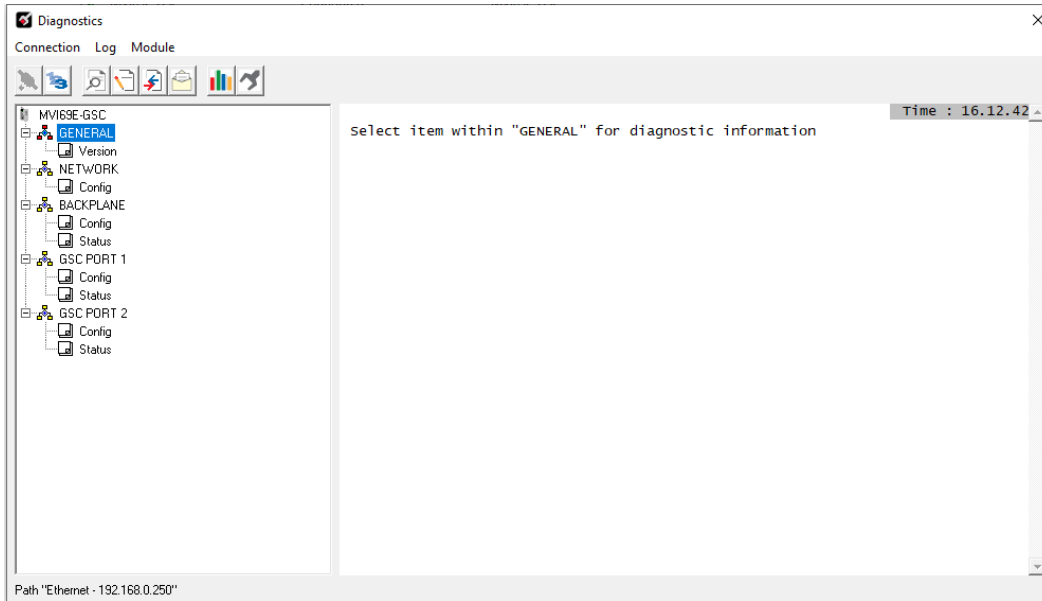 Diagnostics
Connection Log Module
MVI69E-GSC
GENERAL
Version
NETWORK
Config
BACKPLANE
Config
Status
GSC PORT 1
Config
Status
GSC PORT 2
Config
Status
Time : 16.12.42
Select item within "GENERAL" for diagnostic information
Path "Ethernet - 192.168.0.250"